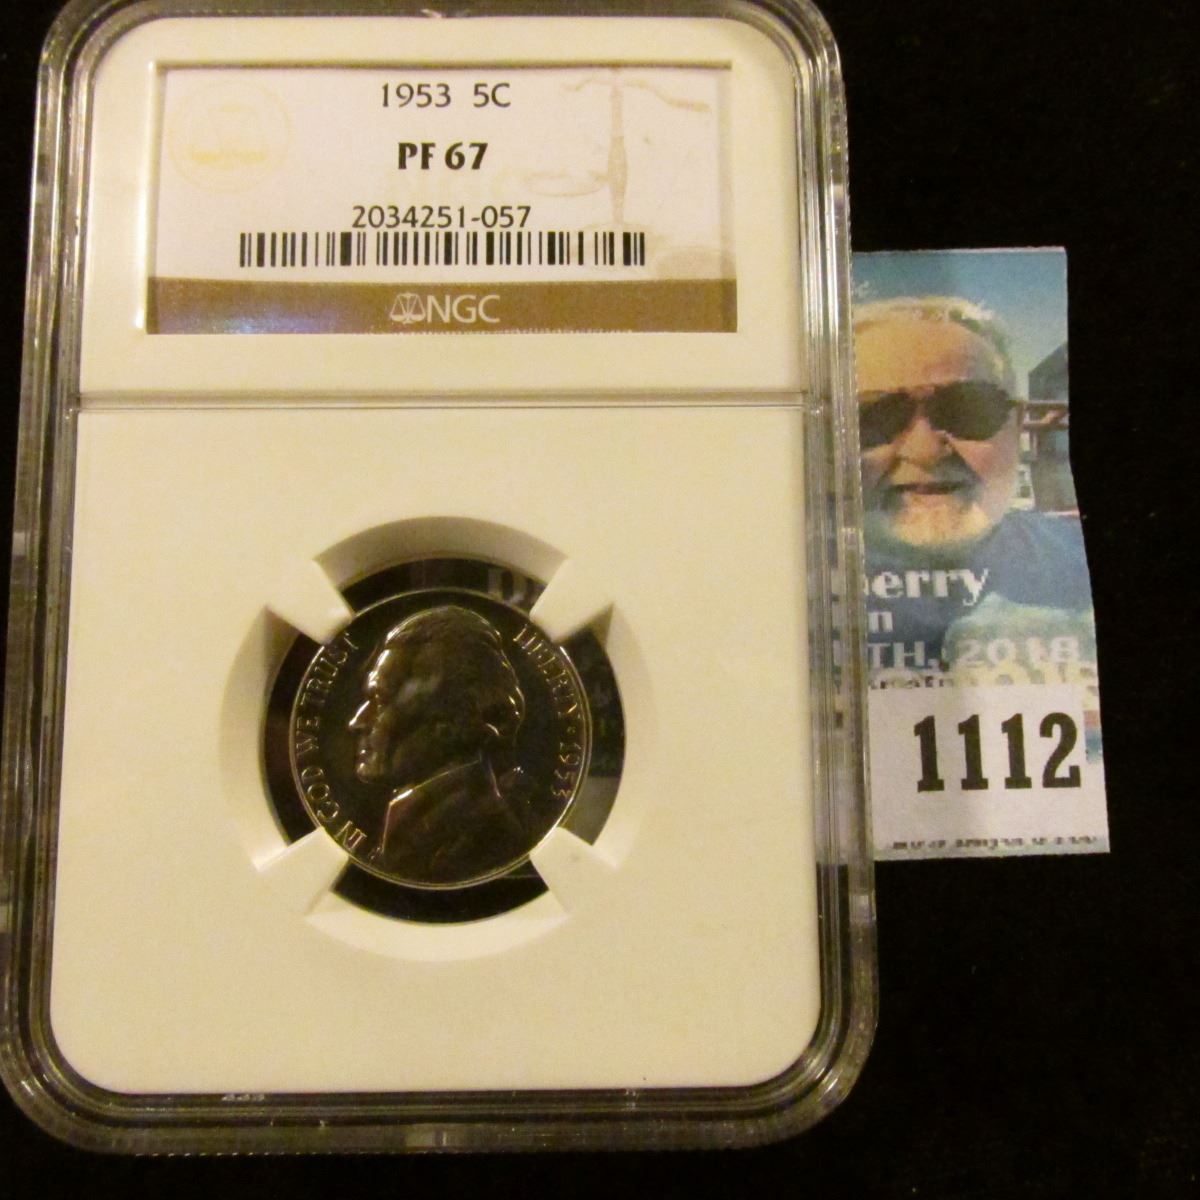 1953 5C
PF 67
2034251-057
NGC
IN GOD WE TRUST
LIBERTY * 1953
erry
n
TH, 2018
1112